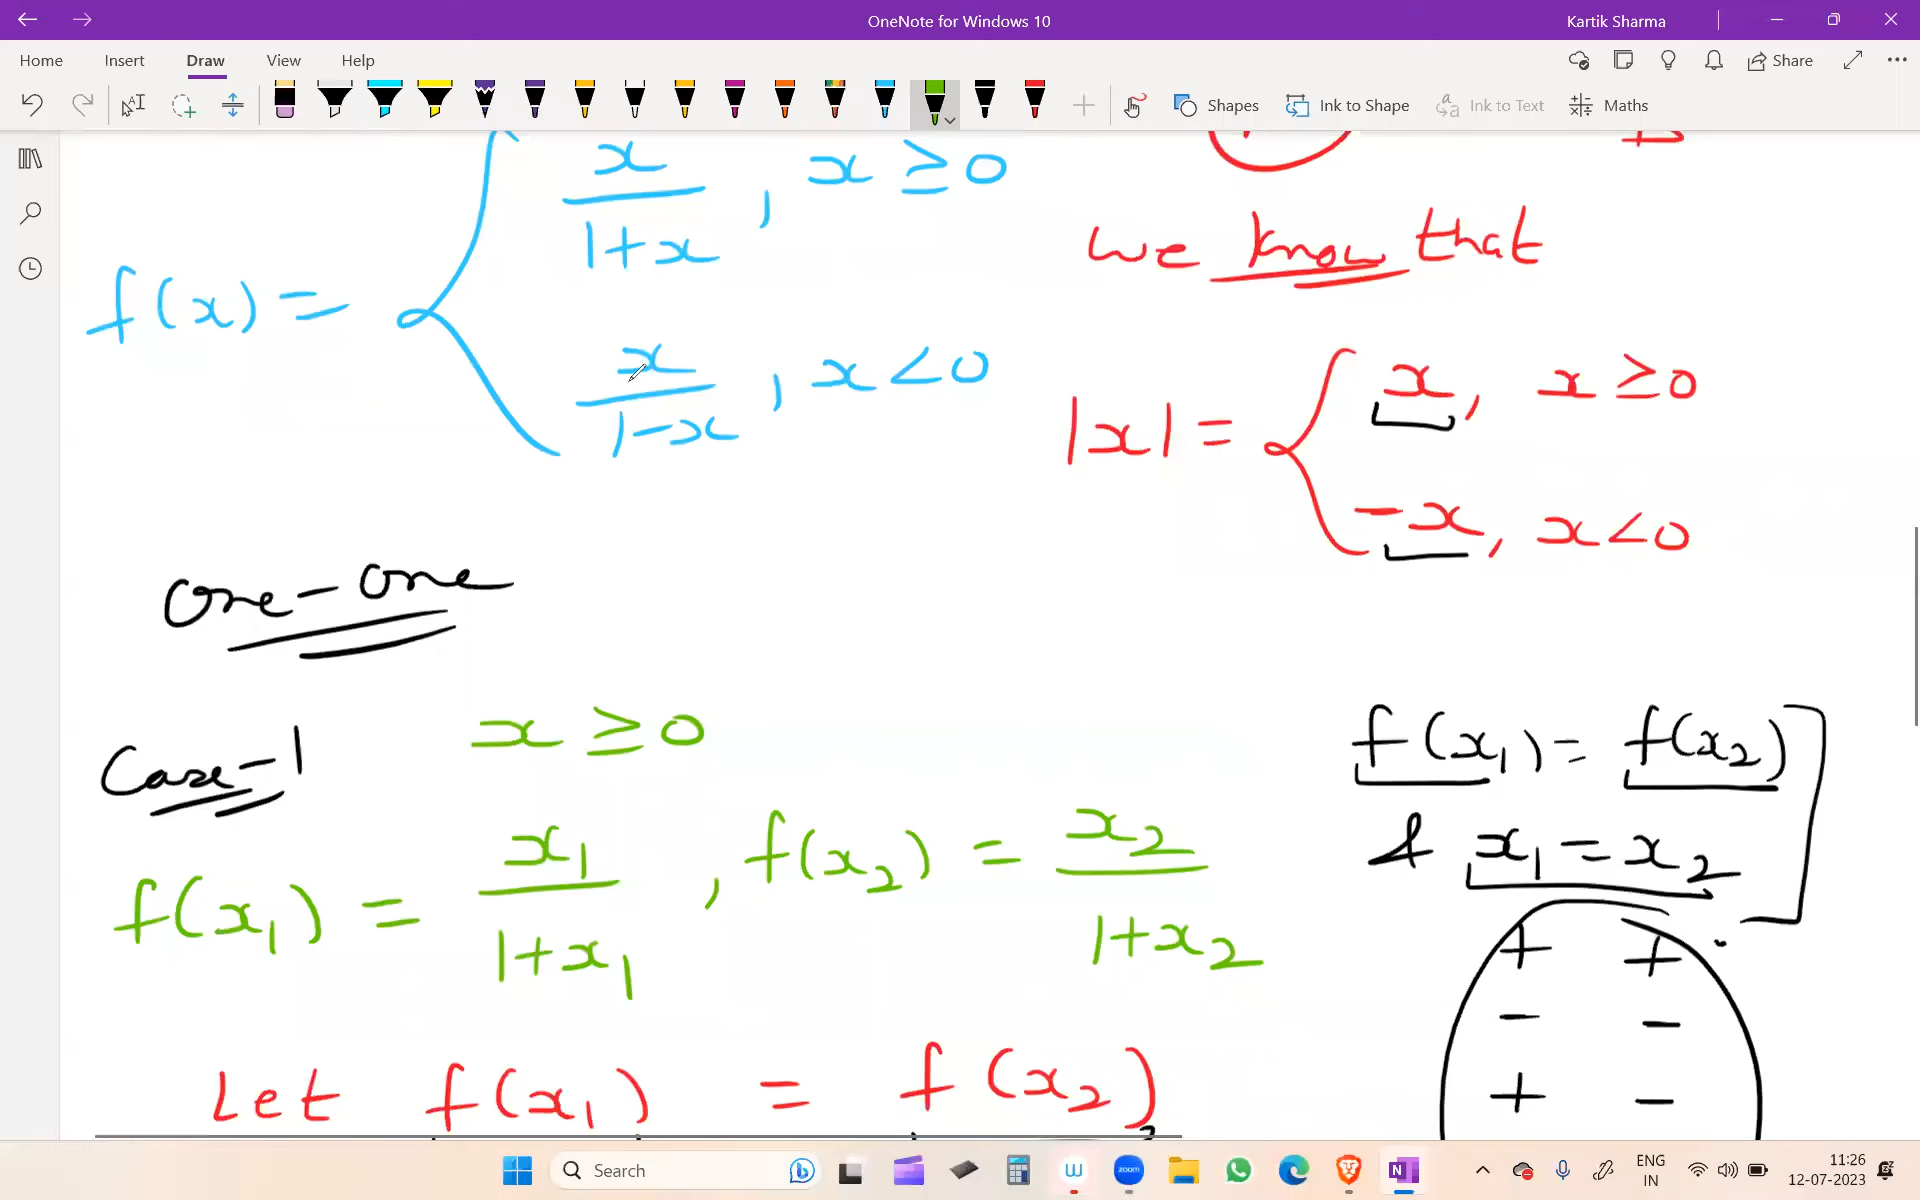 OneNote for Windows 10
Kartik Sharma
Home Insert Draw View Help
Share
Shapes Ink to Shape Ink to Text Maths
f(x) = { x/(1+x), x ≥ 0
x/(1-x), x < 0
we know that
|x| = { x, x ≥ 0
-x, x < 0
One-One
Case-1 x ≥ 0
f(x₁) = x₁/(1+x₁), f(x₂) = x₂/(1+x₂)
Let f(x₁) = f(x₂)
f(x₁) = f(x₂)
& x₁ = x₂
+ +
- -
+ -
Search
zoom
ENG
IN
11:26
12-07-2023